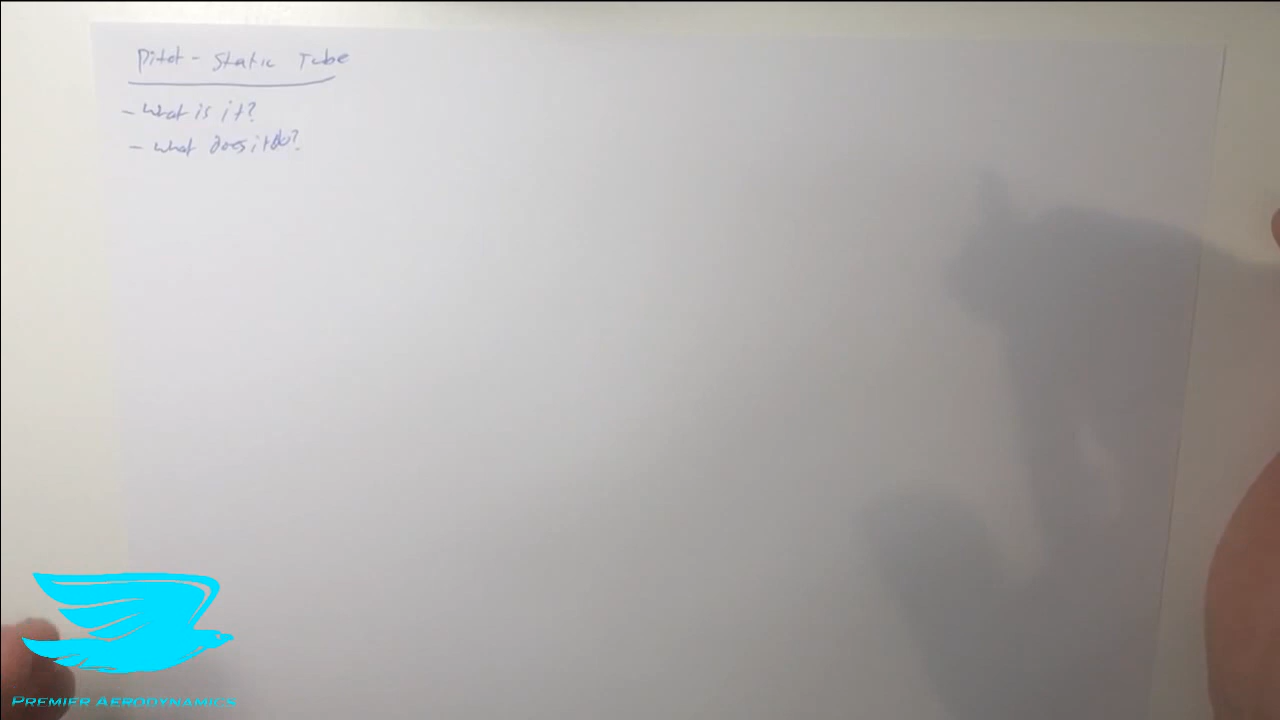 Pitot - Static Tube
- What is it?
- What does it do?
PREMIER AERODYNAMICS